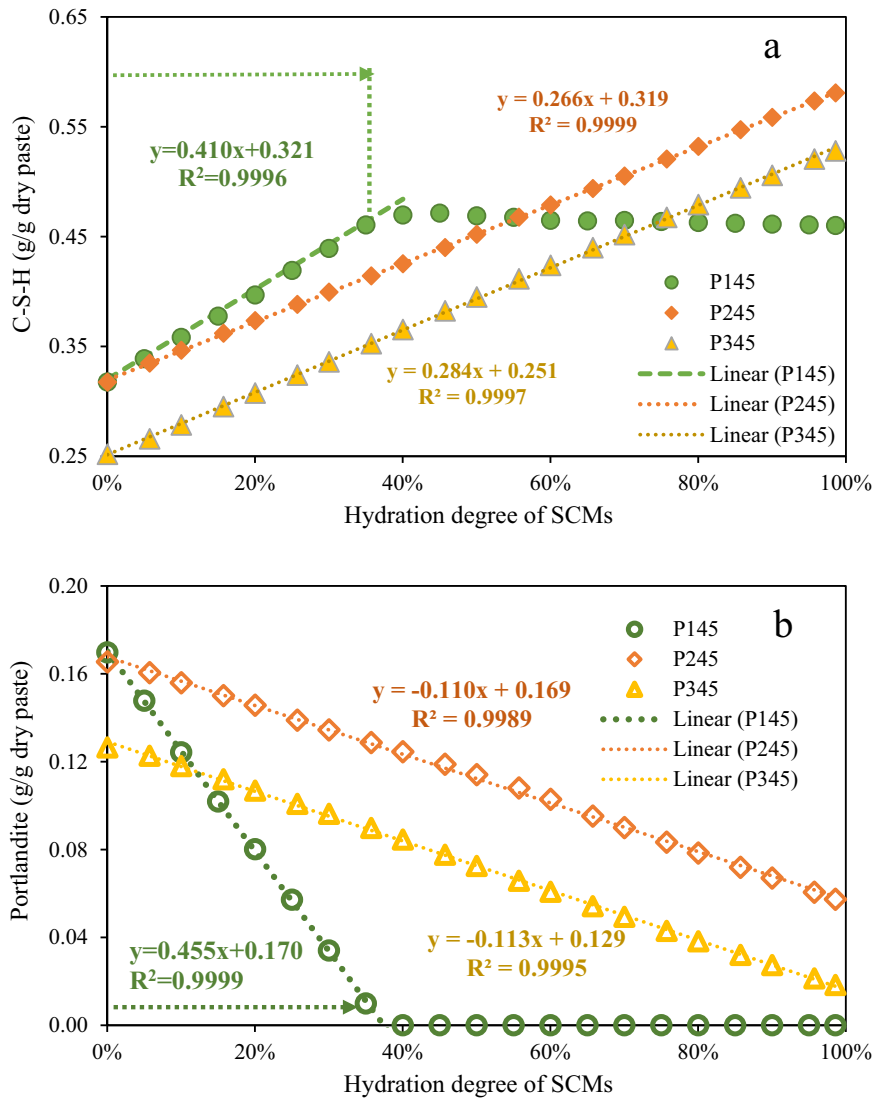 a
0.65
0.55
0.45
0.35
0.25
C-S-H (g/g dry paste)
y = 0.266x + 0.319
R² = 0.9999
y=0.410x+0.321
R²=0.9996
y = 0.284x + 0.251
R² = 0.9997
P145
P245
P345
Linear (P145)
Linear (P245)
Linear (P345)
0% 20% 40% 60% 80% 100%
Hydration degree of SCMs
b
0.20
0.16
0.12
0.08
0.04
0.00
Portlandite (g/g dry paste)
P145
P245
P345
Linear (P145)
Linear (P245)
Linear (P345)
y = -0.110x + 0.169
R² = 0.9989
y=0.455x+0.170
R²=0.9999
y = -0.113x + 0.129
R² = 0.9995
0% 20% 40% 60% 80% 100%
Hydration degree of SCMs